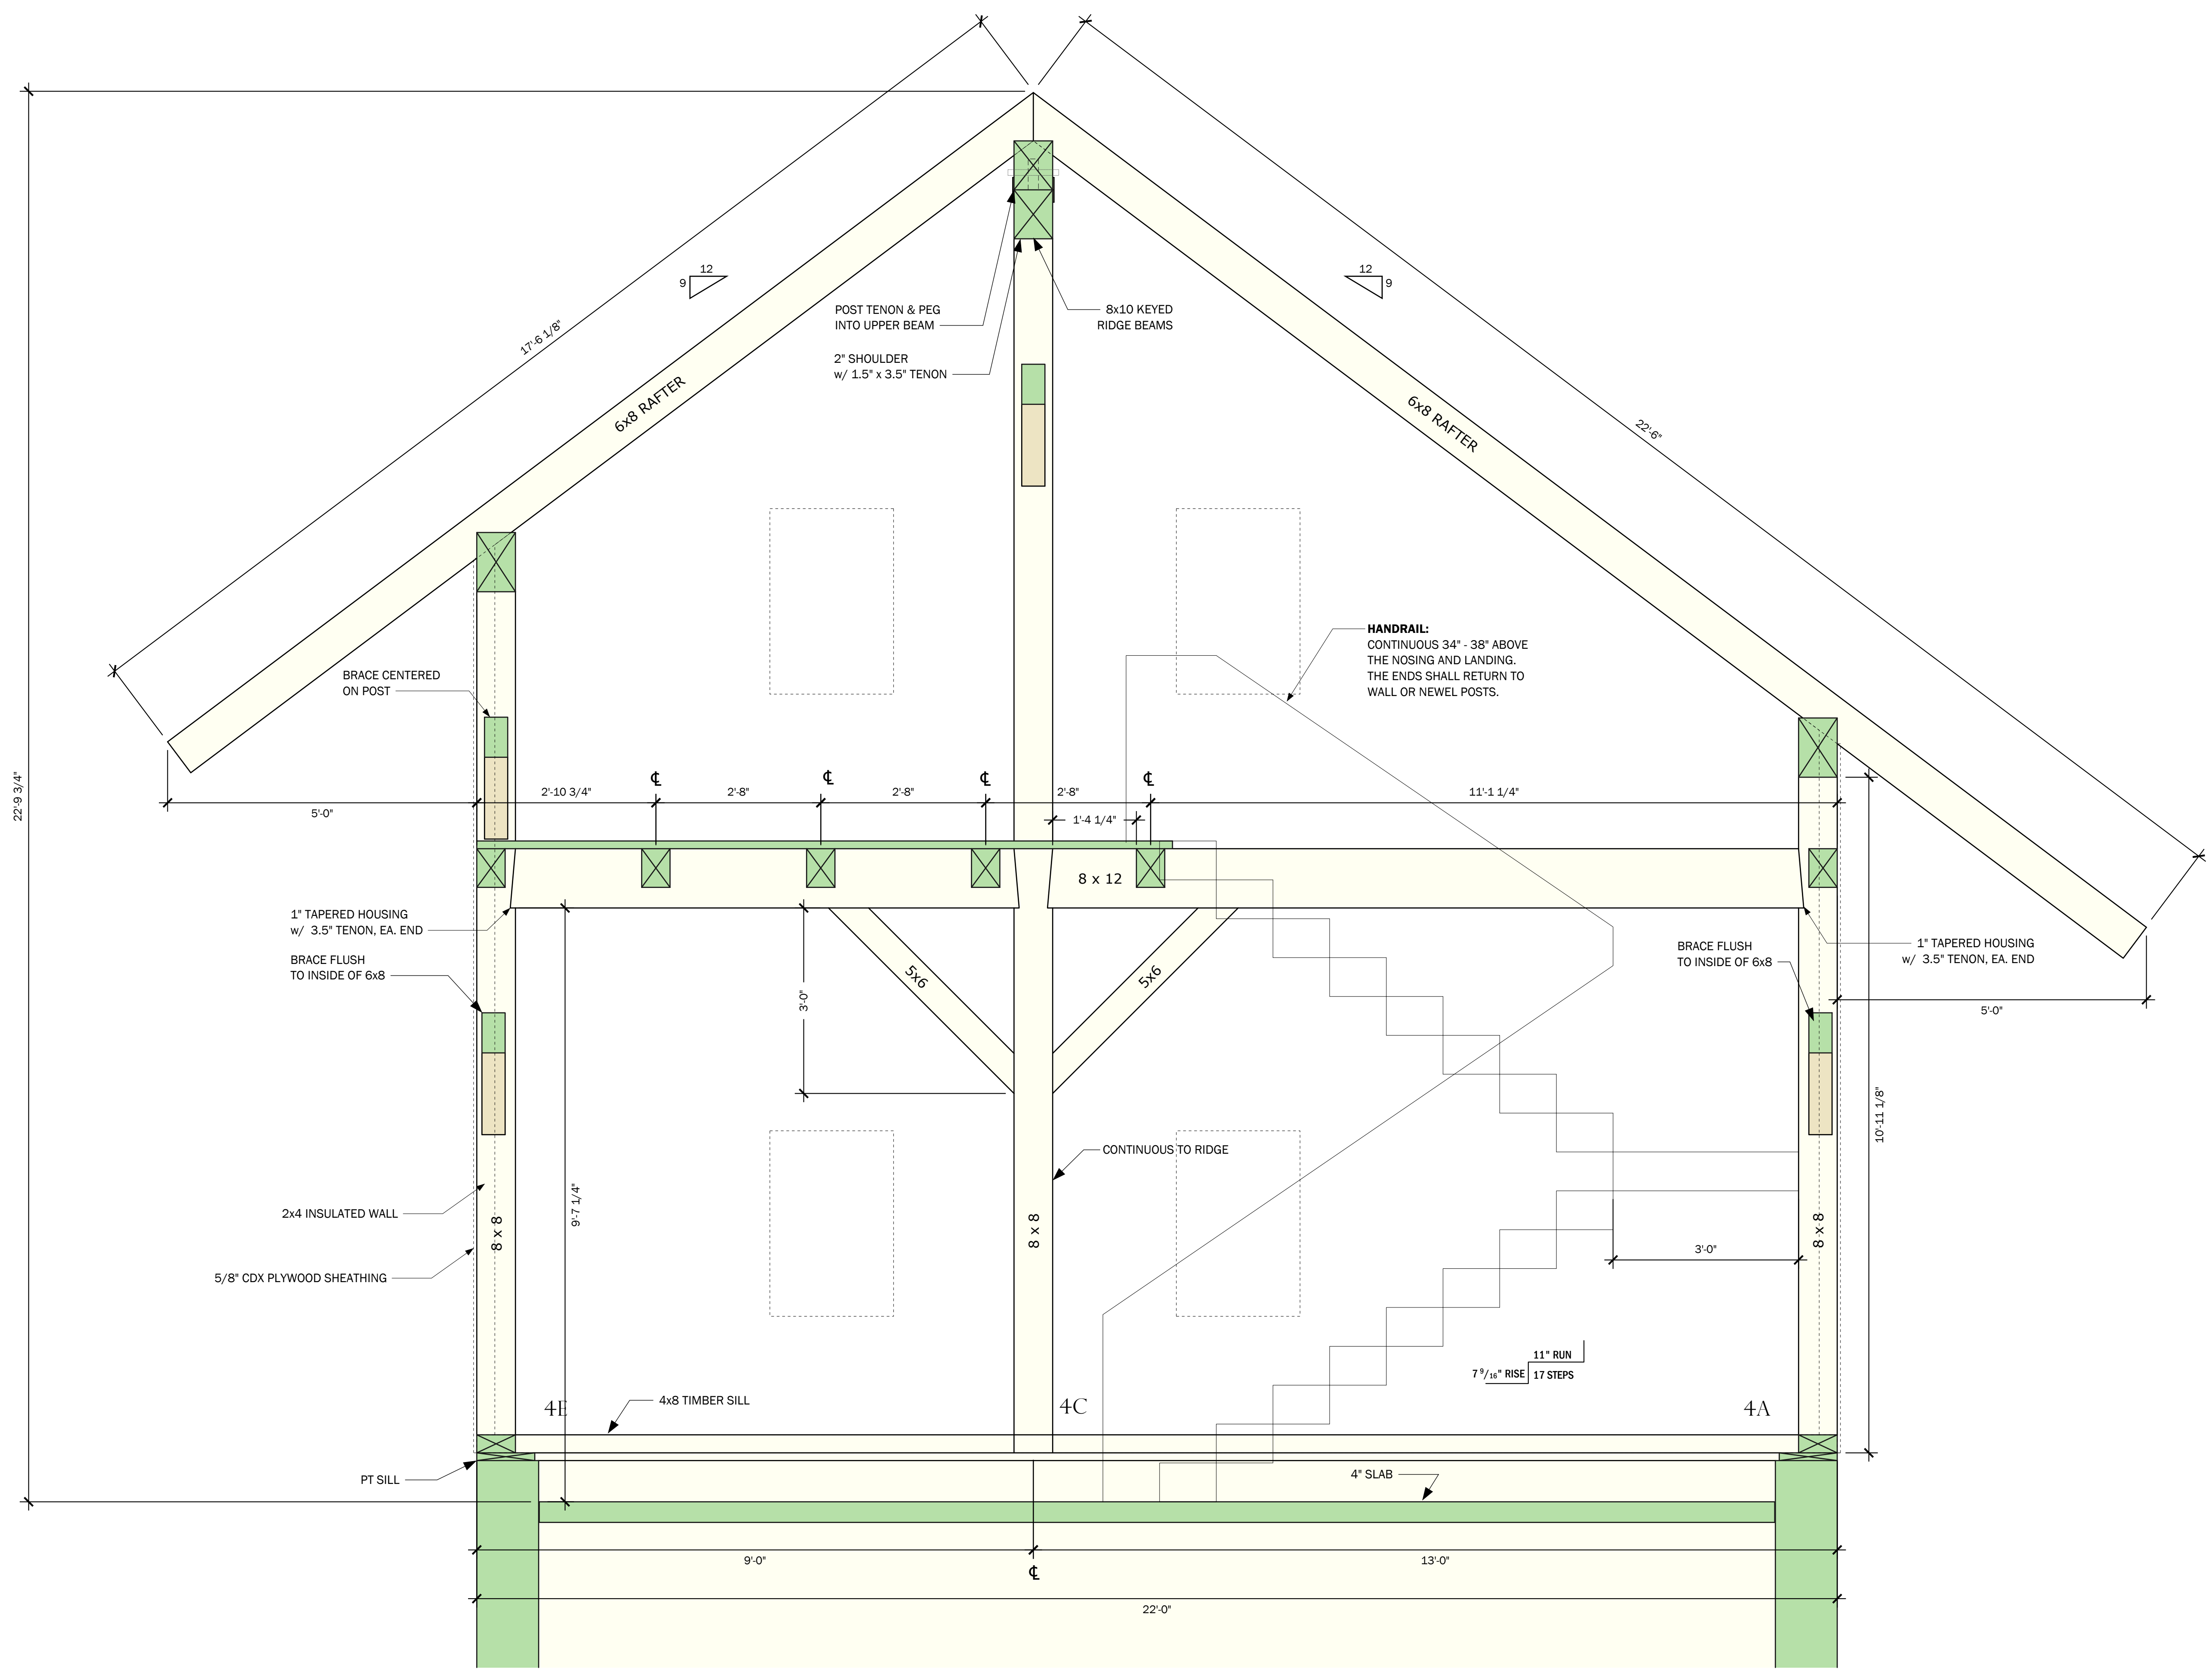 12
9
12
9
17'-6 1/8"
22'-6"
POST TENON & PEG
INTO UPPER BEAM
8x10 KEYED
RIDGE BEAMS
2" SHOULDER
w/ 1.5" x 3.5" TENON
6x8 RAFTER
6x8 RAFTER
HANDRAIL:
CONTINUOUS 34" - 38" ABOVE
THE NOSING AND LANDING.
THE ENDS SHALL RETURN TO
WALL OR NEWEL POSTS.
BRACE CENTERED
ON POST
22'-9 3/4"
℄
℄
℄
℄
5'-0"
2'-10 3/4"
2'-8"
2'-8"
2'-8"
11'-1 1/4"
1'-4 1/4"
8 x 12
1" TAPERED HOUSING
w/ 3.5" TENON, EA. END
BRACE FLUSH
TO INSIDE OF 6x8
5x6
5x6
3'-0"
BRACE FLUSH
TO INSIDE OF 6x8
1" TAPERED HOUSING
w/ 3.5" TENON, EA. END
5'-0"
10'-11 1/8"
CONTINUOUS TO RIDGE
9'-7 1/4"
2x4 INSULATED WALL
8 x 8
8 x 8
8 x 8
3'-0"
5/8" CDX PLYWOOD SHEATHING
11" RUN
7 9/16" RISE
17 STEPS
4E
4x8 TIMBER SILL
4C
4A
PT SILL
4" SLAB
9'-0"
13'-0"
℄
22'-0"